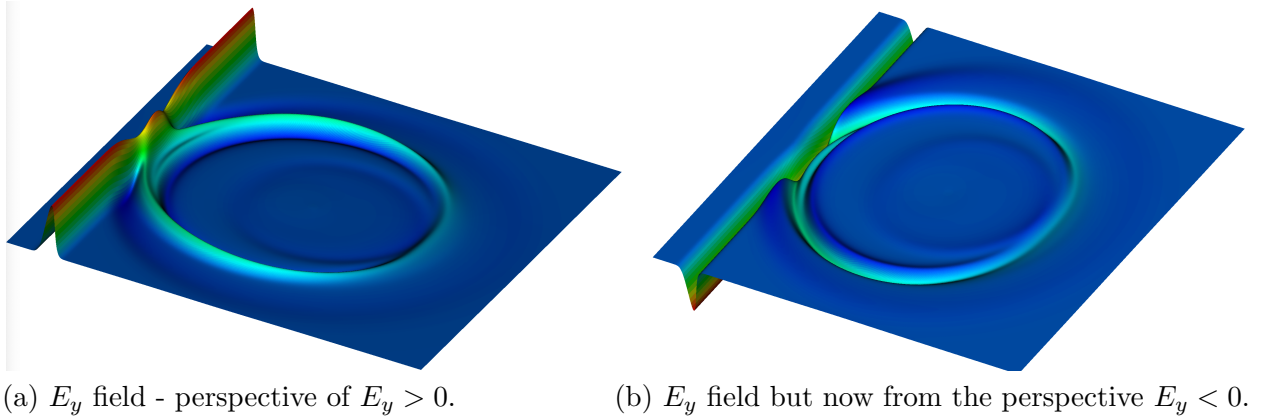 (a) $E_y$ field - perspective of $E_y > 0$.
(b) $E_y$ field but now from the perspective $E_y < 0$.